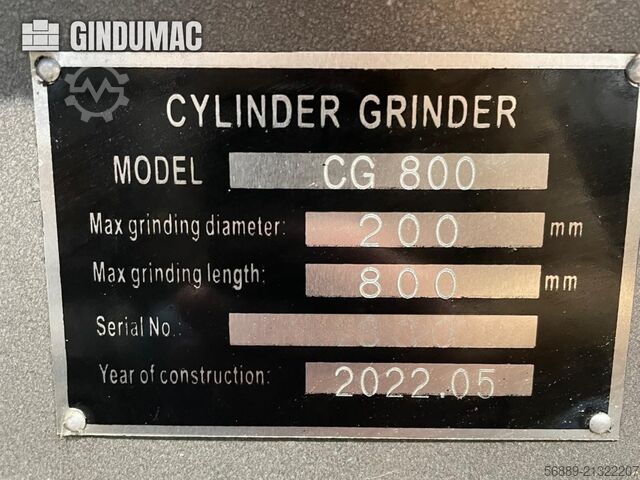 GINDUMAC
CYLINDER GRINDER
MODEL CG 800
Max grinding diameter: 200 mm
Max grinding length: 800 mm
Serial No.:
Year of construction: 2022.05
56889-21322207